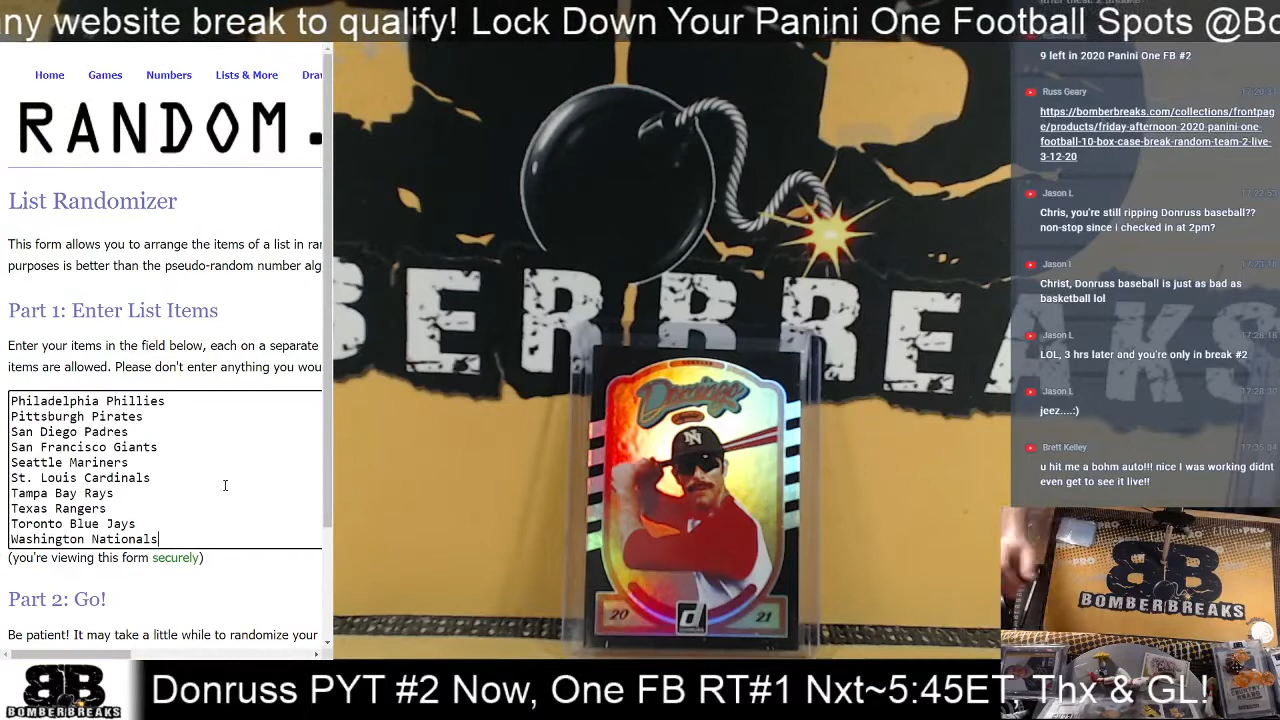 any website break to qualify! Lock Down Your Panini One Football Spots @Bo
Home Games Numbers Lists & More Dra
RANDOM.
List Randomizer
This form allows you to arrange the items of a list in ra
purposes is better than the pseudo-random number alg
Part 1: Enter List Items
Enter your items in the field below, each on a separate
items are allowed. Please don't enter anything you wou
Philadelphia Phillies
Pittsburgh Pirates
San Diego Padres
San Francisco Giants
Seattle Mariners
St. Louis Cardinals
Tampa Bay Rays
Texas Rangers
Toronto Blue Jays
Washington Nationals
(you're viewing this form securely)
Part 2: Go!
Be patient! It may take a little while to randomize your
BERBREAKS
Domingo
DN
20
d
21
9 left in 2020 Panini One FB #2
Russ Geary
https://bomberbreaks.com/collections/frontpag
e/products/friday-afternoon-2020-panini-one-
football-10-box-case-break-random-team-2-live-
3-12-20
Jason L
Chris, you're still ripping Donruss baseball??
non-stop since i checked in at 2pm?
Jason L
Christ, Donruss baseball is just as bad as
basketball lol
Jason L
LOL, 3 hrs later and you're only in break #2
Jason L
jeez....:)
Brett Kelley
u hit me a bohm auto!!! nice I was working didnt
even get to see it live!!
BB
BOMBERBREAKS
BB
BOMBERBREAKS
Donruss PYT #2 Now, One FB RT#1 Nxt~5:45ET Thx & GL!